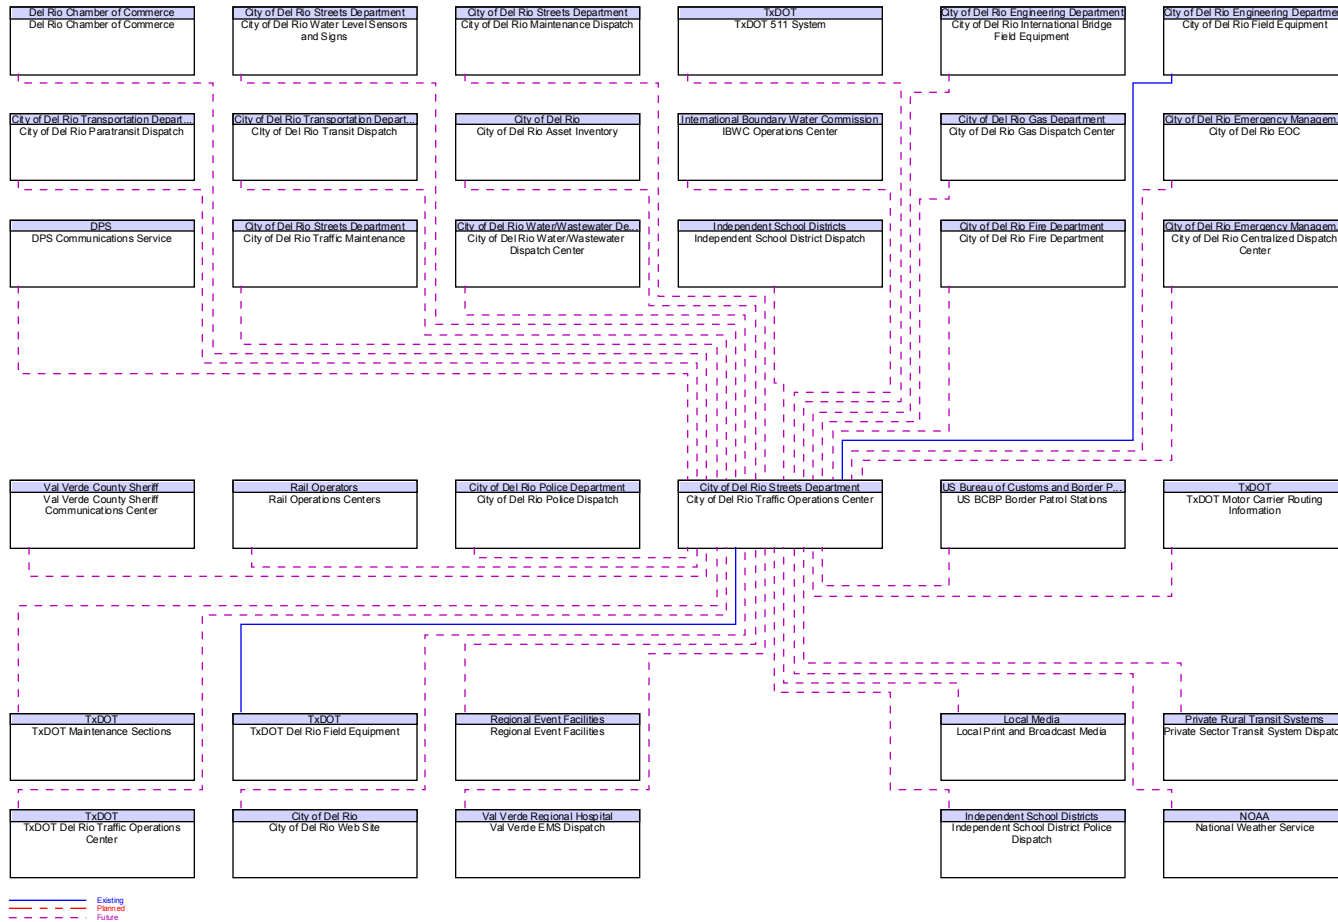 Del Rio Chamber of Commerce
Del Rio Chamber of Commerce
City of Del Rio Streets Department
City of Del Rio Water Level Sensors
and Signs
City of Del Rio Streets Department
City of Del Rio Maintenance Dispatch
TxDOT
TxDOT 511 System
City of Del Rio Engineering Department
City of Del Rio International Bridge
Field Equipment
City of Del Rio Engineering Departme
City of Del Rio Field Equipment
City of Del Rio Transportation Depart...
City of Del Rio Paratransit Dispatch
City of Del Rio Transportation Depart...
CIty of Del Rio Transit Dispatch
City of Del Rio
City of Del Rio Asset Inventory
International Boundary Water Commission
IBWC Operations Center
City of Del Rio Gas Department
City of Del Rio Gas Dispatch Center
City of Del Rio Emergency Managem...
City of Del Rio EOC
DPS
DPS Communications Service
City of Del Rio Streets Department
City of Del Rio Traffic Maintenance
City of Del Rio Water/Wastewater De...
City of Del Rio Water/Wastewater
Dispatch Center
Independent School Districts
Independent School District Dispatch
City of Del Rio Fire Department
City of Del Rio Fire Department
City of Del Rio Emergency Managem...
City of Del Rio Centralized Dispatch
Center
Val Verde County Sheriff
Val Verde County Sheriff
Communications Center
Rail Operators
Rail Operations Centers
City of Del Rio Police Department
City of Del Rio Police Dispatch
City of Del Rio Streets Department
City of Del Rio Traffic Operations Center
US Bureau of Customs and Border P...
US BCBP Border Patrol Stations
TxDOT
TxDOT Motor Carrier Routing
Information
TxDOT
TxDOT Maintenance Sections
TxDOT
TxDOT Del Rio Field Equipment
Regional Event Facilities
Regional Event Facilities
Local Media
Local Print and Broadcast Media
Private Rural Transit Systems
Private Sector Transit System Dispatc
TxDOT
TxDOT Del Rio Traffic Operations
Center
City of Del Rio
City of Del Rio Web Site
Val Verde Regional Hospital
Val Verde EMS Dispatch
Independent School Districts
Independent School District Police
Dispatch
NOAA
National Weather Service
Existing
Planned
Future